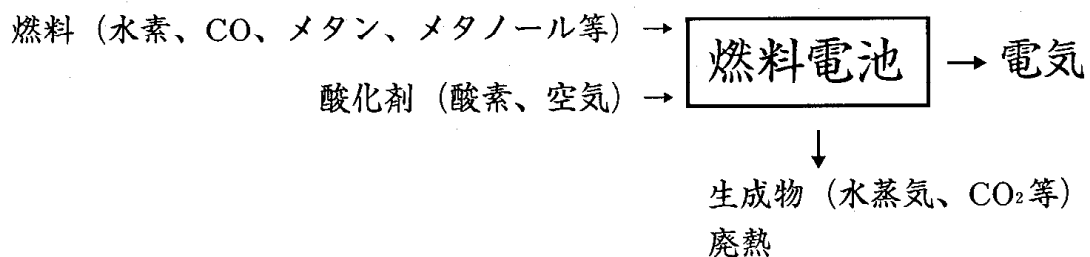 燃料(水素、CO、メタン、メタノール等)→
酸化剤(酸素、空気)→
燃料電池
→電気
↓
生成物(水蒸気、CO₂等)
廃熱